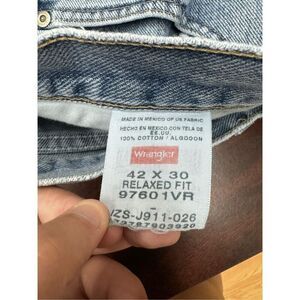 MADE IN MEXICO OF US FABRIC
HECHO EN MEXICO CON TELA DE
EE.UU.
100% COTTON / ALGODON
Wrangler
42 X 30
RELAXED FIT
97601VR
-
JZS-J911-026